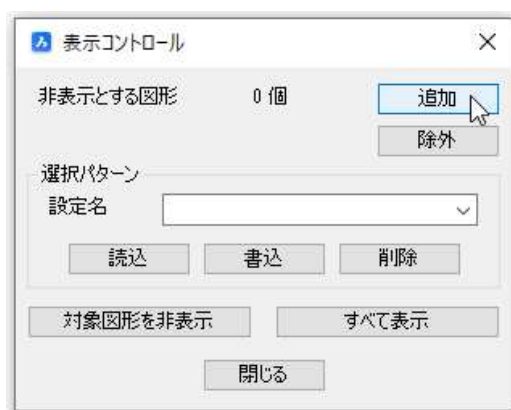 表示コントロール
非表示とする図形 0 個 追加
除外
選択パターン
設定名
読込 書込 削除
対象図形を非表示 すべて表示
閉じる